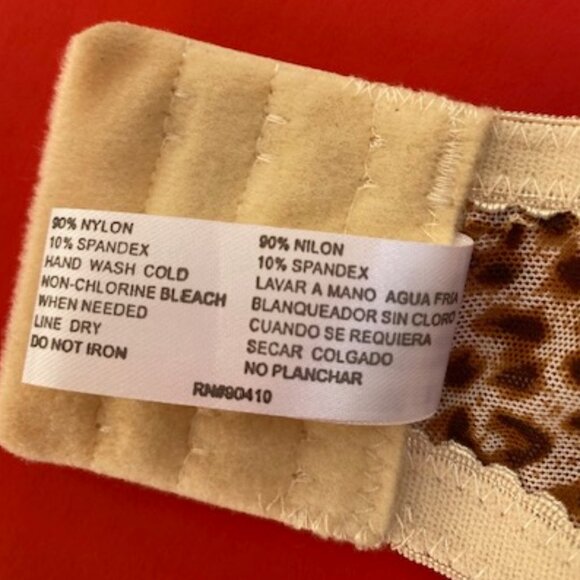 90% NYLON
10% SPANDEX
HAND WASH COLD
NON-CHLORINE BLEACH
WHEN NEEDED
LINE DRY
DO NOT IRON
90% NILON
10% SPANDEX
LAVAR A MANO AGUA FRIA
BLANQUEADOR SIN CLORO
CUANDO SE REQUIERA
SECAR COLGADO
NO PLANCHAR
RN#90410